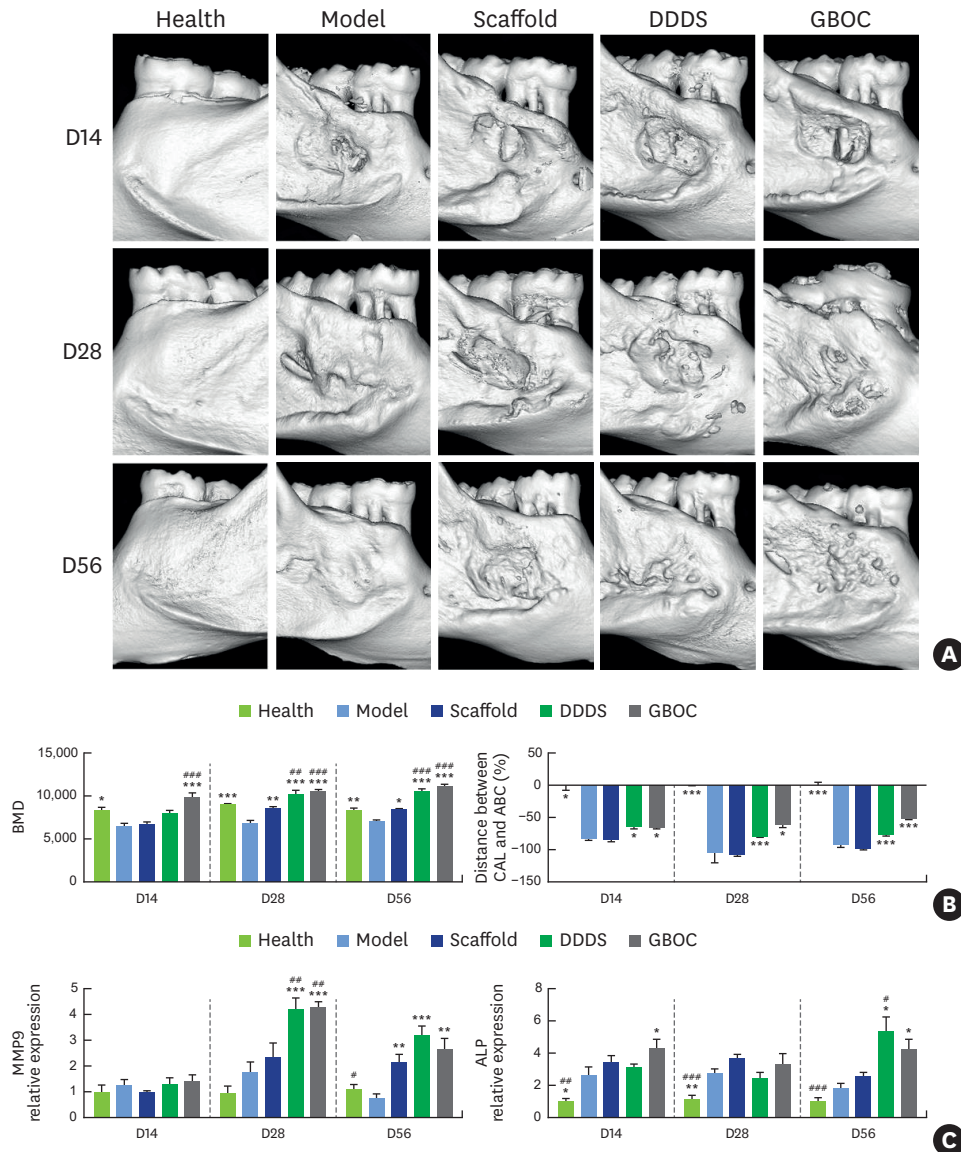 Health Model Scaffold DDDS GBOC
D14
D28
D56
A
Health Model Scaffold DDDS GBOC
BMD
15,000
10,000
5,000
0
* ### ***
*** ** ## *** ### ***
** * ### *** ### ***
D14 D28 D56
Distance between
CAL and ABC (%)
50
0
−50
−100
−150
* * *
*** *** *
*** *** ***
D14 D28 D56
B
Health Model Scaffold DDDS GBOC
MMP9
relative expression
5
4
3
2
1
0
## *** ## ***
# ** *** **
D14 D28 D56
ALP
relative expression
8
6
4
2
0
## * *
### **
### # * *
D14 D28 D56
C